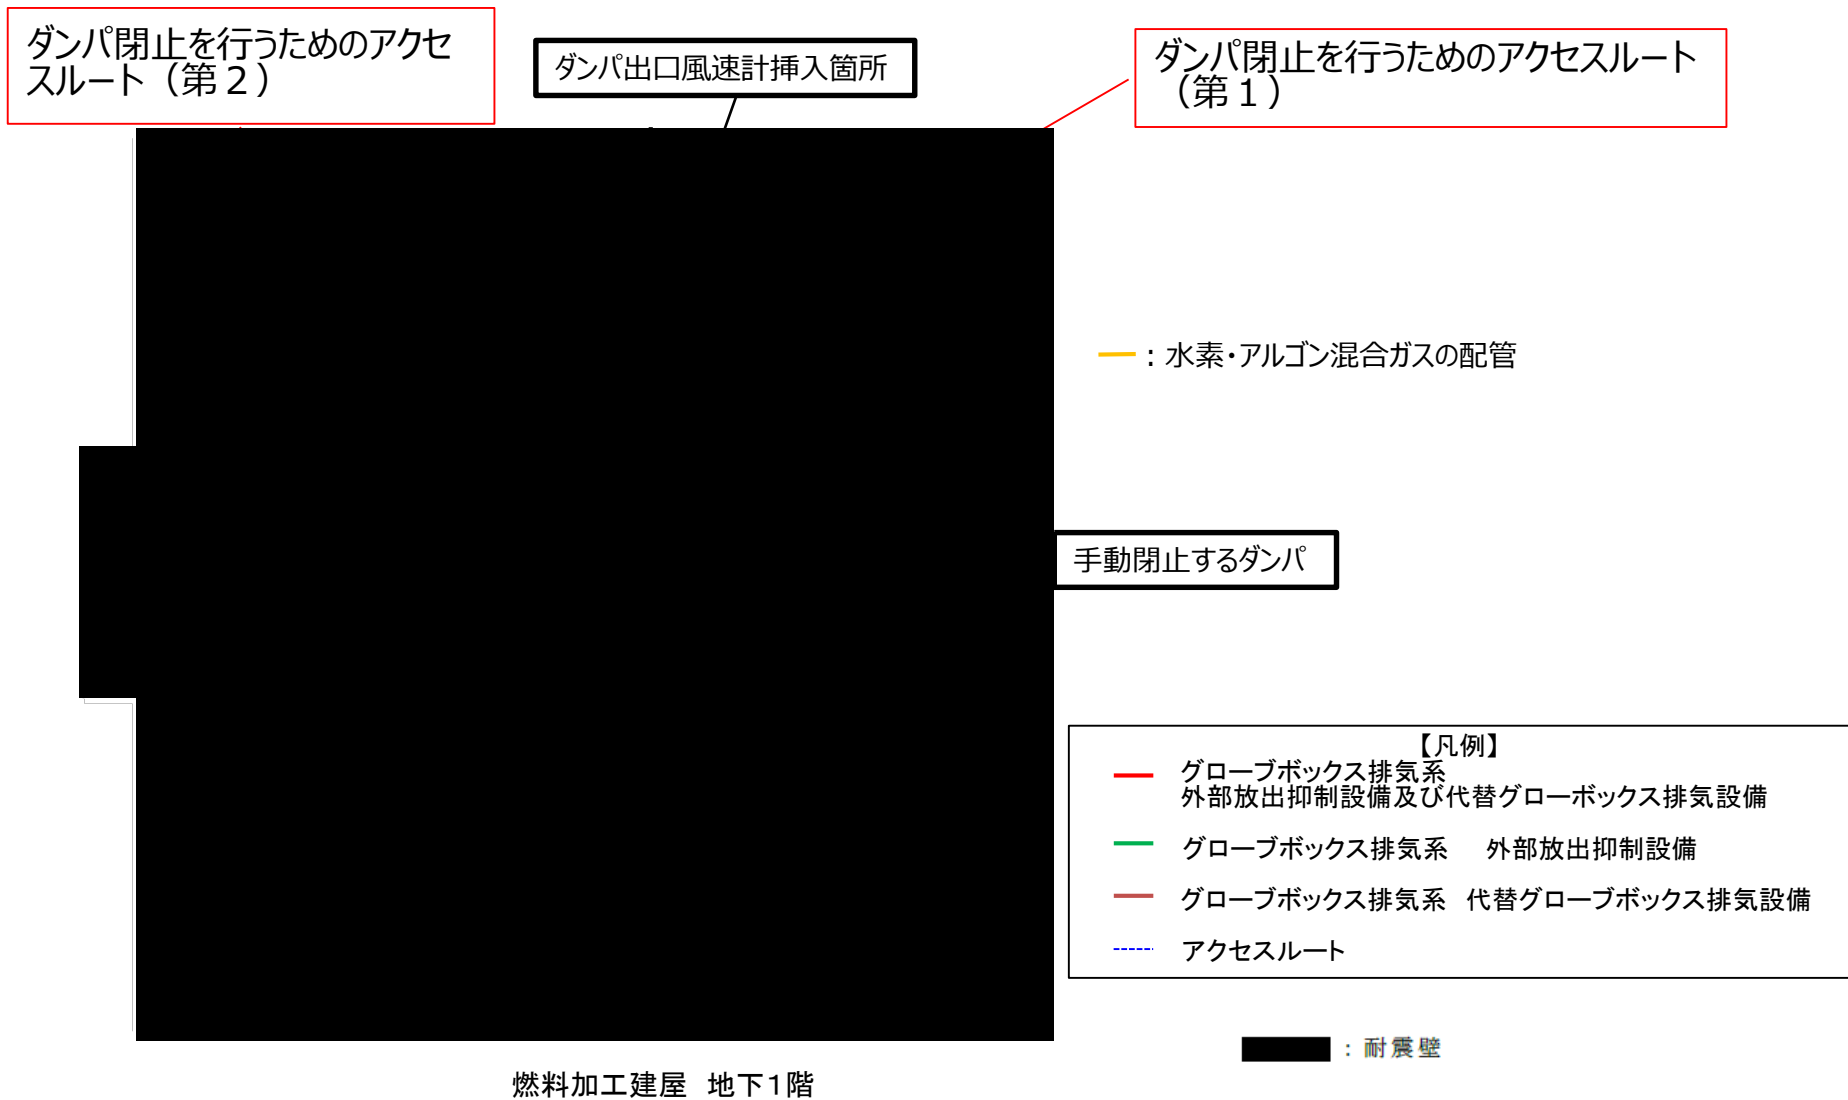 ダンパ閉止を行うためのアクセ
スルート（第２）
ダンパ出口風速計挿入箇所
ダンパ閉止を行うためのアクセスルート
（第１）
：水素・アルゴン混合ガスの配管
手動閉止するダンパ
【凡例】
グローブボックス排気系
外部放出抑制設備及び代替グローボックス排気設備
グローブボックス排気系　外部放出抑制設備
グローブボックス排気系　代替グローブボックス排気設備
アクセスルート
：耐震壁
燃料加工建屋　地下１階